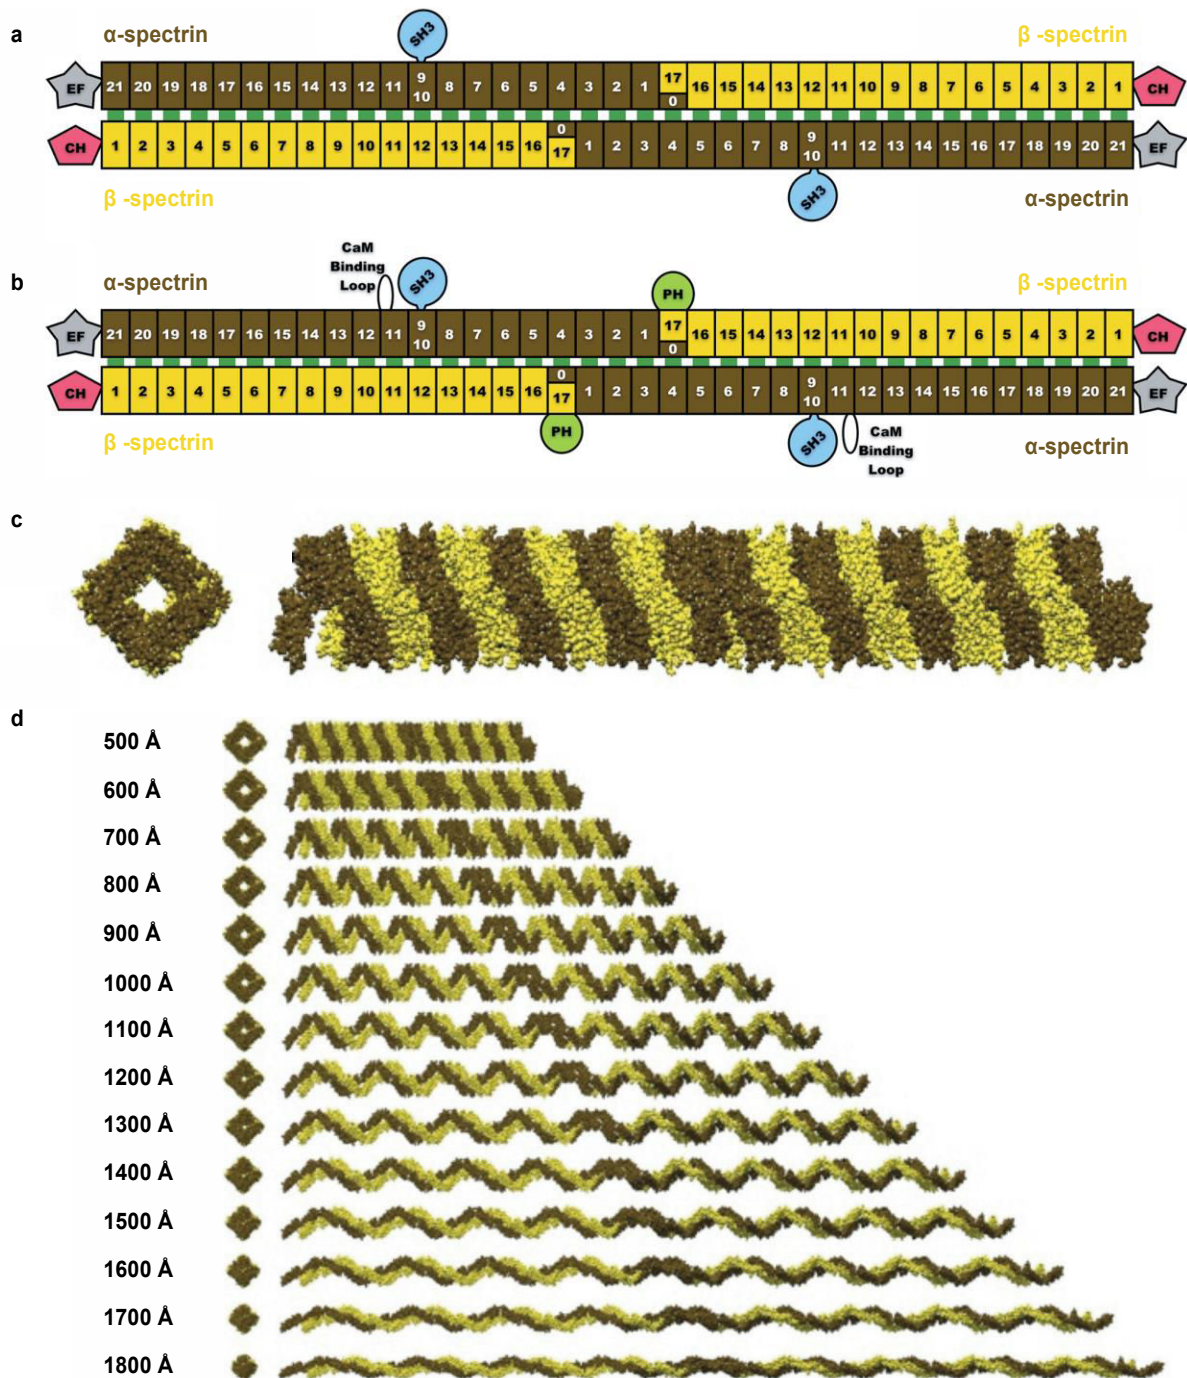 a
α-spectrin
SH3
β -spectrin
EF 21 20 19 18 17 16 15 14 13 12 11 9 10 8 7 6 5 4 3 2 1 17 0 16 15 14 13 12 11 10 9 8 7 6 5 4 3 2 1 CH
CH 1 2 3 4 5 6 7 8 9 10 11 12 13 14 15 16 0 17 1 2 3 4 5 6 7 8 9 10 11 12 13 14 15 16 17 18 19 20 21 EF
β -spectrin
SH3
α-spectrin
b
α-spectrin
CaM
Binding
Loop
SH3
PH
β -spectrin
EF 21 20 19 18 17 16 15 14 13 12 11 9 10 8 7 6 5 4 3 2 1 17 0 16 15 14 13 12 11 10 9 8 7 6 5 4 3 2 1 CH
CH 1 2 3 4 5 6 7 8 9 10 11 12 13 14 15 16 0 17 1 2 3 4 5 6 7 8 9 10 11 12 13 14 15 16 17 18 19 20 21 EF
β -spectrin
PH
SH3
CaM
Binding
Loop
α-spectrin
c
d
500 Å
600 Å
700 Å
800 Å
900 Å
1000 Å
1100 Å
1200 Å
1300 Å
1400 Å
1500 Å
1600 Å
1700 Å
1800 Å